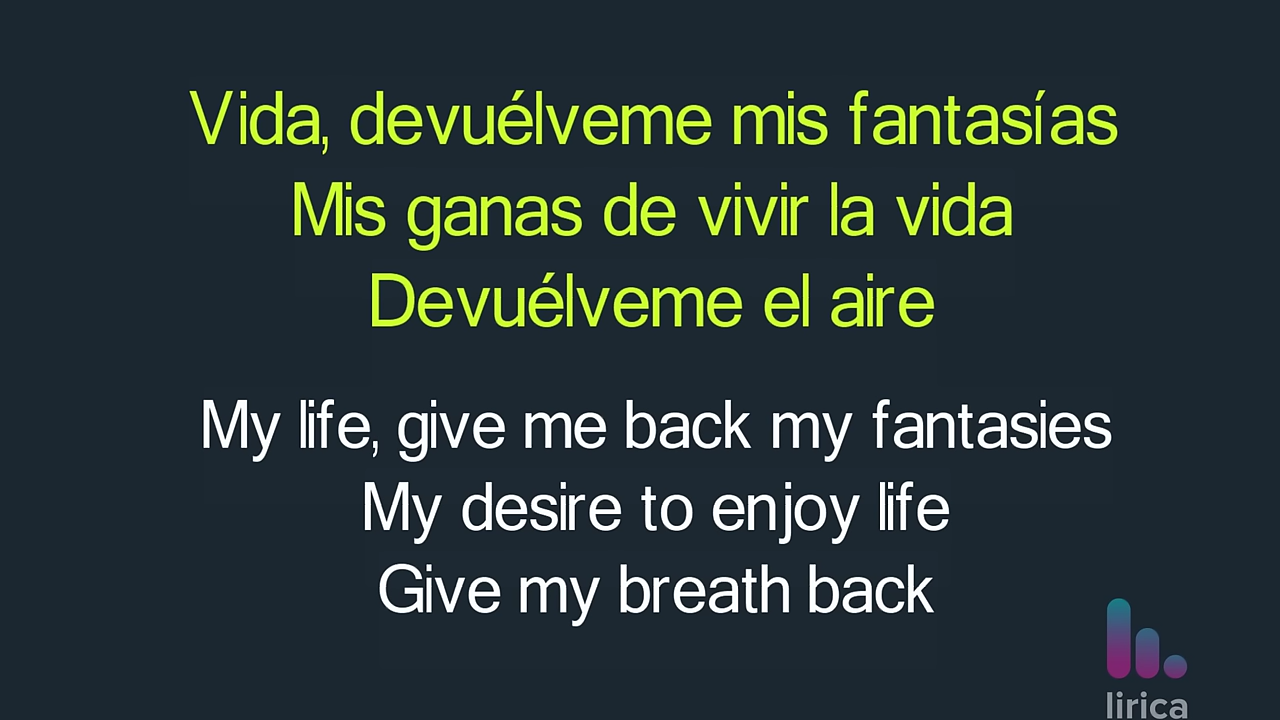 Vida, devuélveme mis fantasías
Mis ganas de vivir la vida
Devuélveme el aire
My life, give me back my fantasies
My desire to enjoy life
Give my breath back
lirica